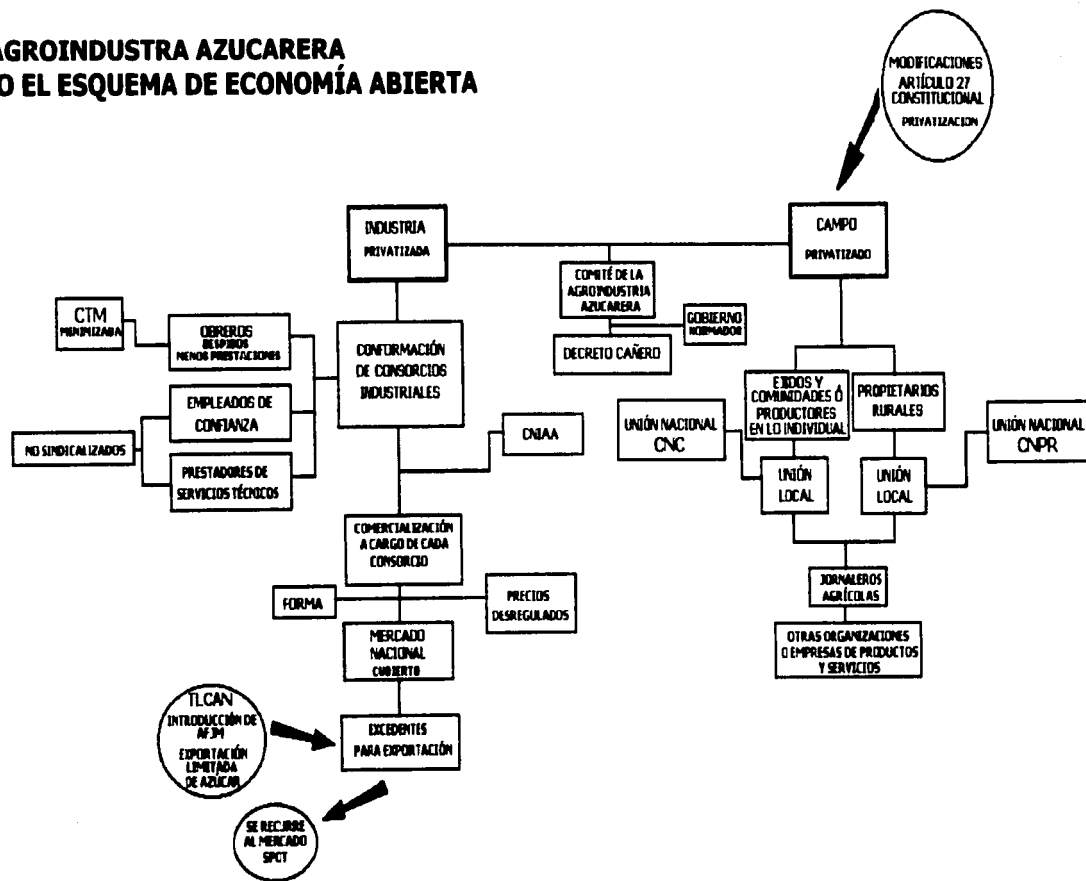 AGROINDUSTRA AZUCARERA
O EL ESQUEMA DE ECONOMÍA ABIERTA
MODIFICACIONES
ARTÍCULO 27
CONSTITUCIONAL
PRIVATIZACION
INDUSTRIA
PRIVATIZADA
CAMPO
PRIVATIZADO
COMITÉ DE LA
AGROINDUSTRIA
AZUCARERA
GOBIERNO
NORMADOR
DECRETO CAÑERO
CTM
MINIMIZADA
OBREROS
DESPIDOS
MENOS PRESTACIONES
CONFORMACIÓN
DE CONSORCIOS
INDUSTRIALES
EMPLEADOS DE
CONFIANZA
NO SINDICALIZADOS
PRESTADORES DE
SERVICIOS TÉCNICOS
CNIAA
EJIDOS Y
COMUNIDADES Ó
PRODUCTORES
EN LO INDIVIDUAL
PROPIETARIOS
RURALES
UNIÓN NACIONAL
CNC
UNIÓN NACIONAL
CNPR
UNIÓN
LOCAL
UNIÓN
LOCAL
COMERCIALIZACIÓN
A CARGO DE CADA
CONSORCIO
FORMA
PRECIOS
DESREGULADOS
JORNALEROS
AGRÍCOLAS
MERCADO
NACIONAL
CUBIERTO
OTRAS ORGANIZACIONES
O EMPRESAS DE PRODUCTOS
Y SERVICIOS
TLCAN
INTRODUCCIÓN DE
AFJM
EXPORTACIÓN
LIMITADA
DE AZÚCAR
EXCEDENTES
PARA EXPORTACIÓN
SE RECURRE
AL MERCADO
SPOT